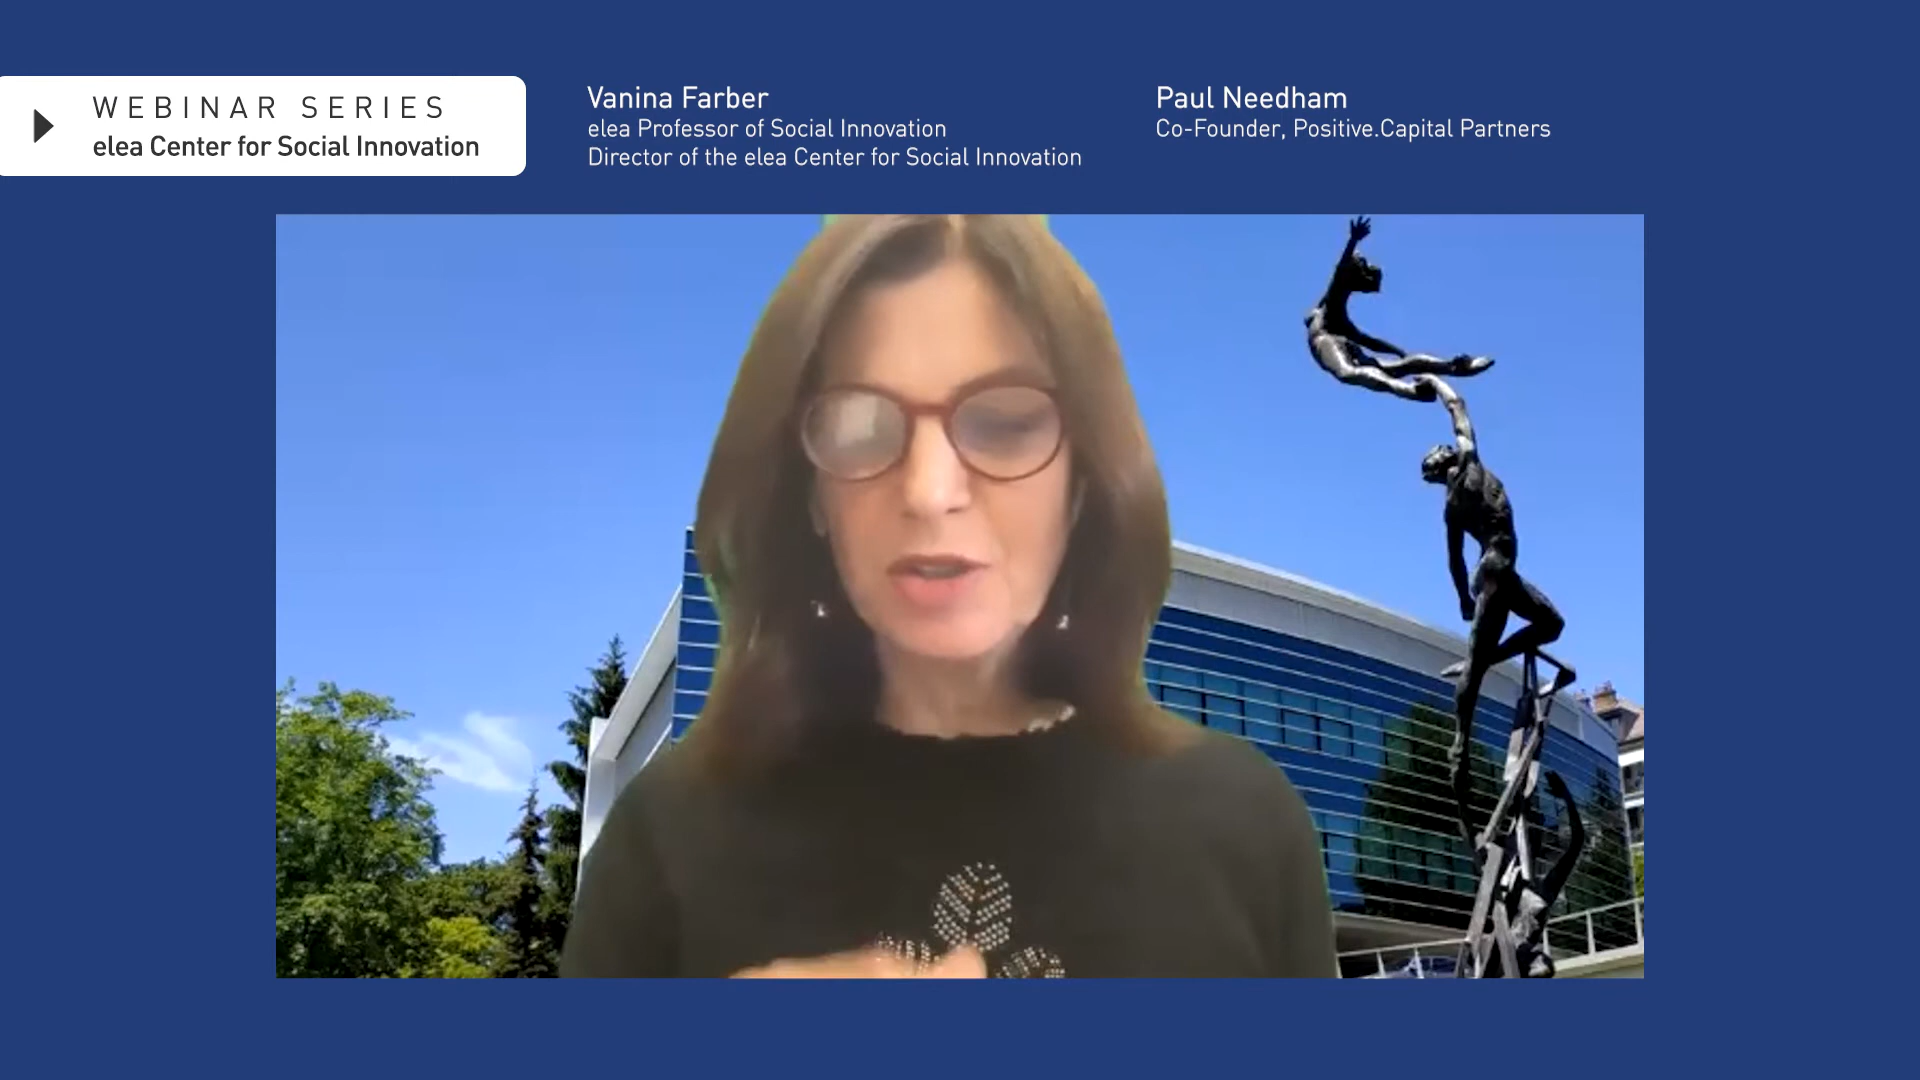 WEBINAR SERIES
elea Center for Social Innovation
Vanina Farber
elea Professor of Social Innovation
Director of the elea Center for Social Innovation
Paul Needham
Co-Founder, Positive.Capital Partners